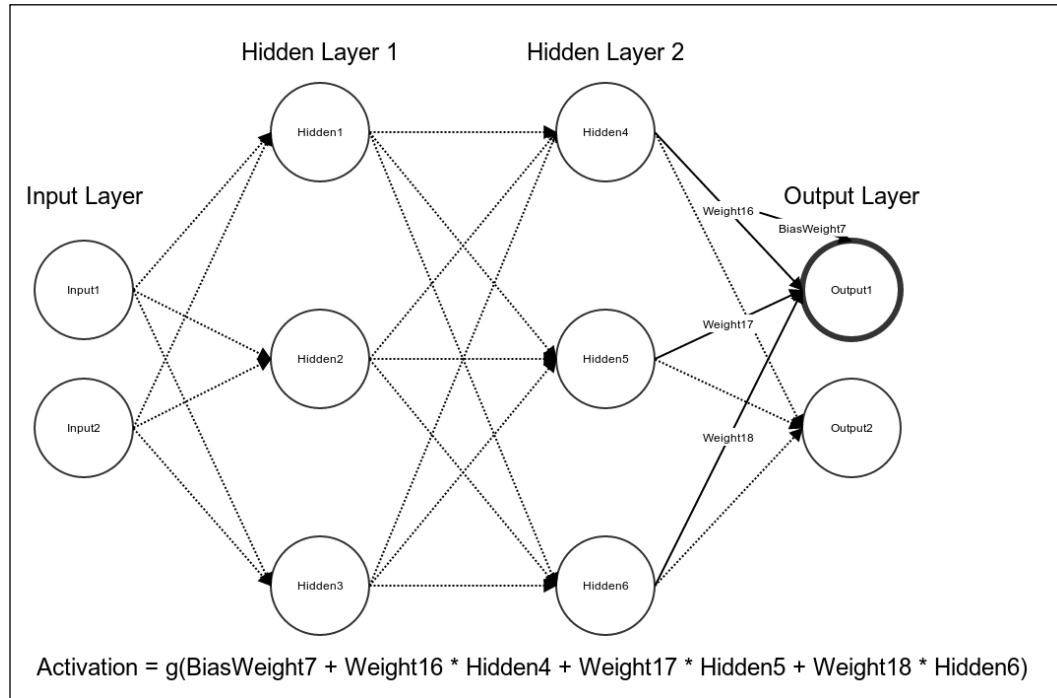 Hidden Layer 1
Hidden Layer 2
Hidden1
Hidden4
Input Layer
Output Layer
Weight16
BiasWeight7
Input1
Output1
Weight17
Hidden2
Hidden5
Input2
Output2
Weight18
Hidden3
Hidden6
Activation = g(BiasWeight7 + Weight16 * Hidden4 + Weight17 * Hidden5 + Weight18 * Hidden6)